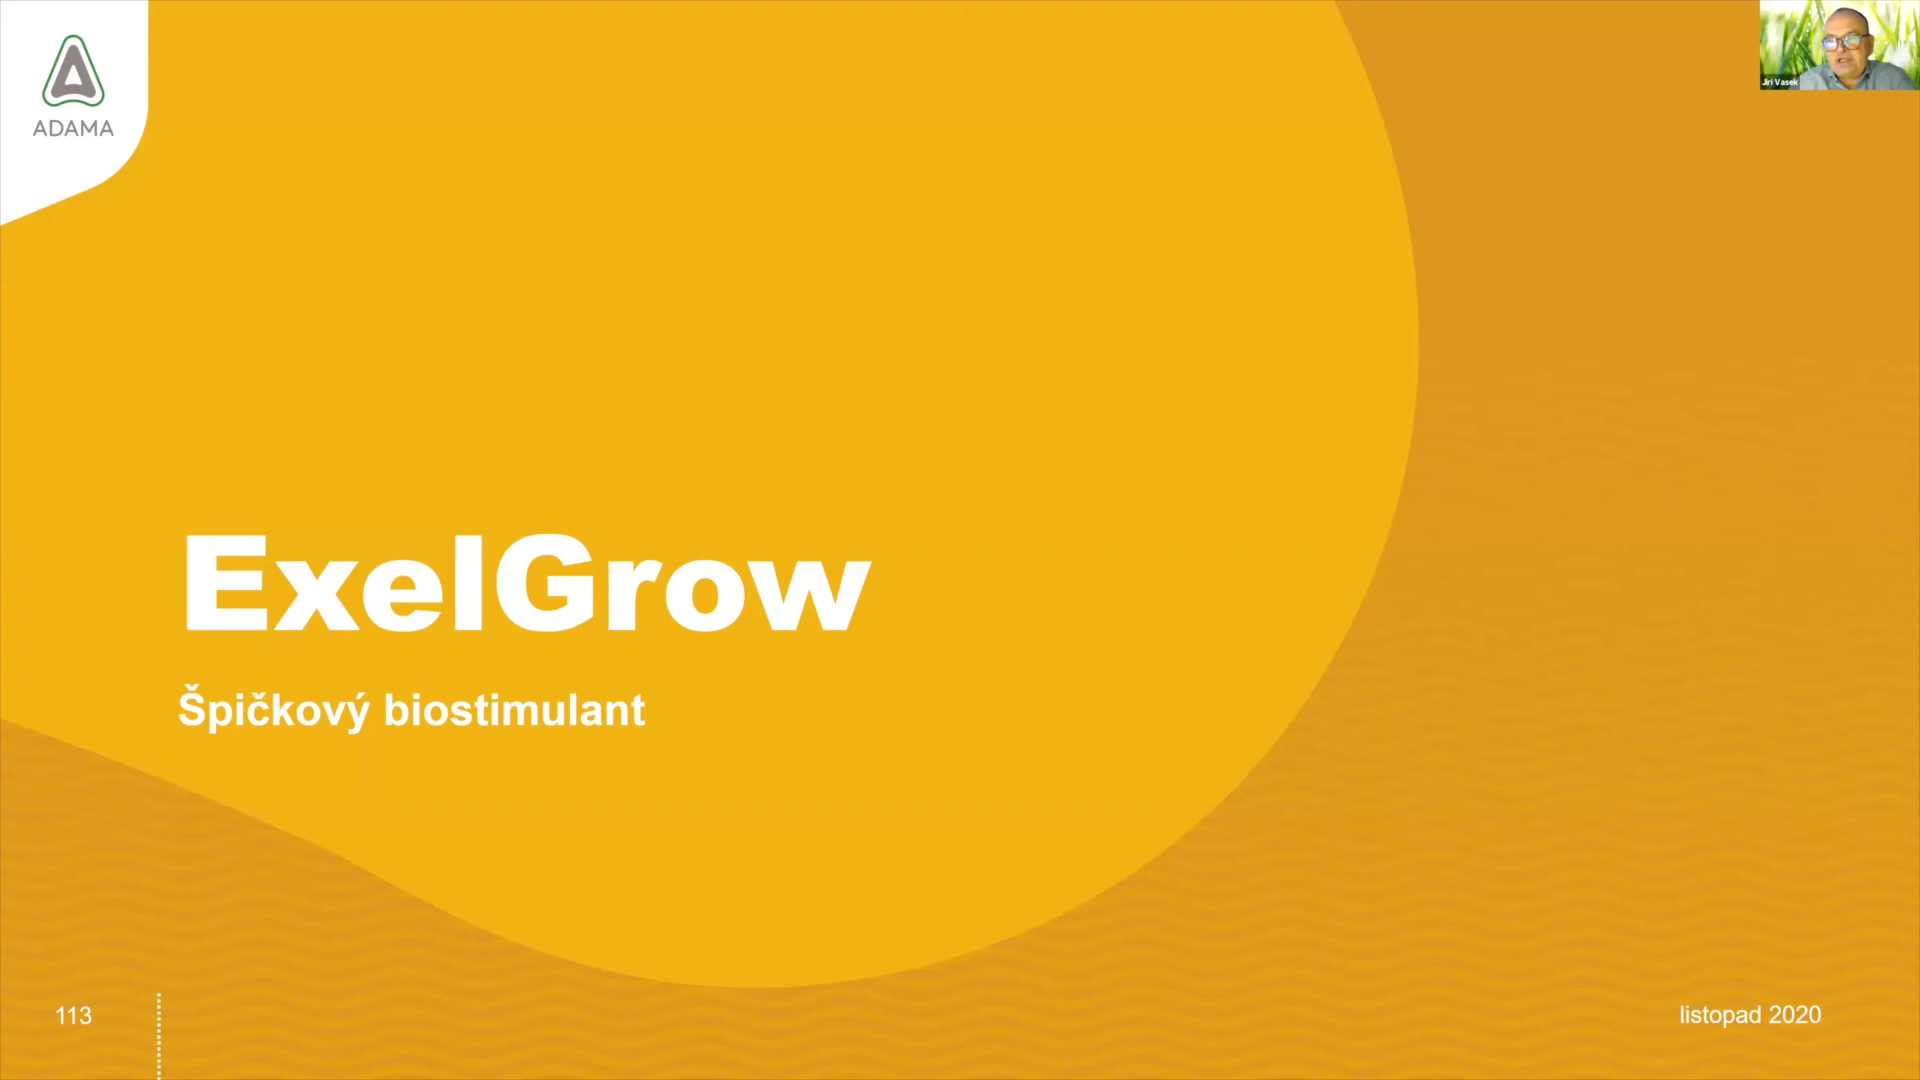 ADAMA
Jiri Vasek
ExelGrow
Špičkový biostimulant
113
listopad 2020